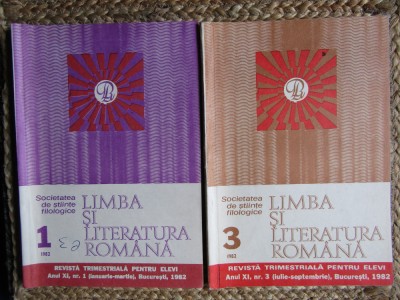 Societatea
de științe
filologice
LIMBA
ȘI
LITERATURA
ROMÂNĂ
1
1982
REVISTĂ TRIMESTRIALĂ PENTRU ELEVI
Anul XI, nr. 1 (ianuarie-martie), București, 1982
Societatea
de științe
filologice
LIMBA
ȘI
LITERATURA
ROMÂNĂ
3
1982
REVISTĂ TRIMESTRIALĂ PENTRU ELEVI
Anul XI, nr. 3 (iulie-septembrie), București, 1982